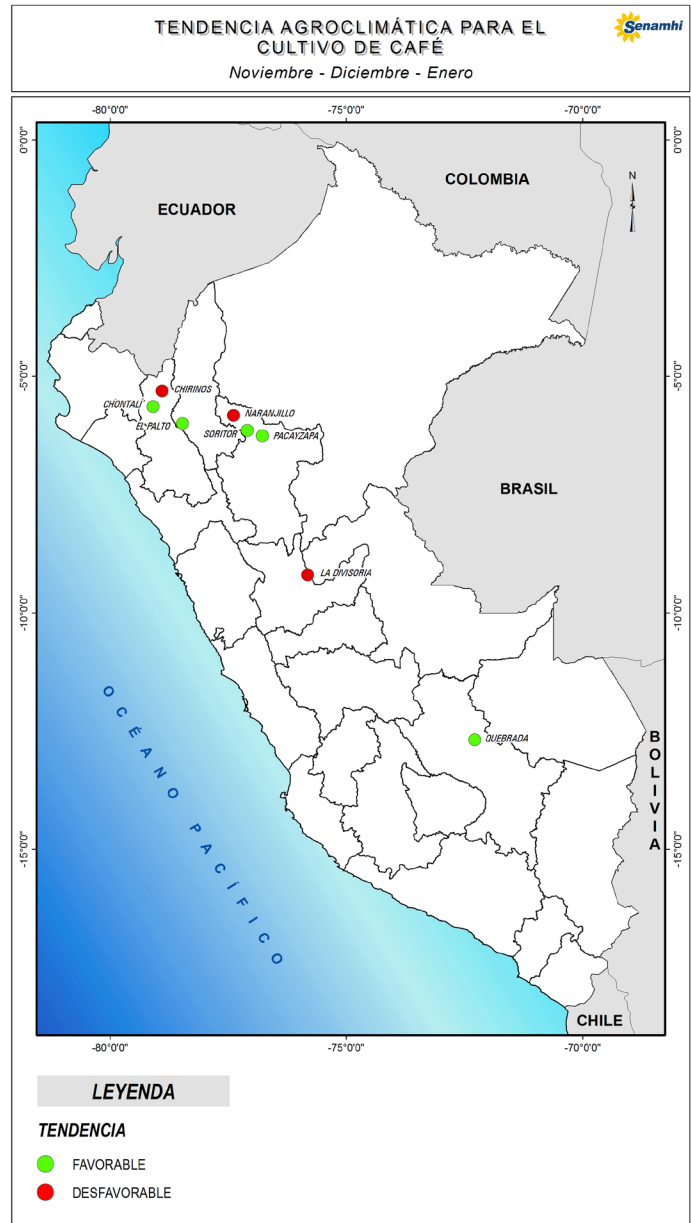 TENDENCIA AGROCLIMÁTICA PARA EL
CULTIVO DE CAFÉ
Noviembre - Diciembre - Enero
Senamhi
-80°0'0"
-75°0'0"
-70°0'0"
0°0'0"
0°0'0"
COLOMBIA
N
ECUADOR
-5°0'0"
-5°0'0"
CHIRINOS
CHONTALÍ
NARANJILLO
EL PALTO
SORITOR
PACAYZAPA
BRASIL
LA DIVISORIA
-10°0'0"
-10°0'0"
OCÉANO PACÍFICO
QUEBRADA
BOLIVIA
-15°0'0"
-15°0'0"
CHILE
-80°0'0"
-75°0'0"
-70°0'0"
LEYENDA
TENDENCIA
FAVORABLE
DESFAVORABLE